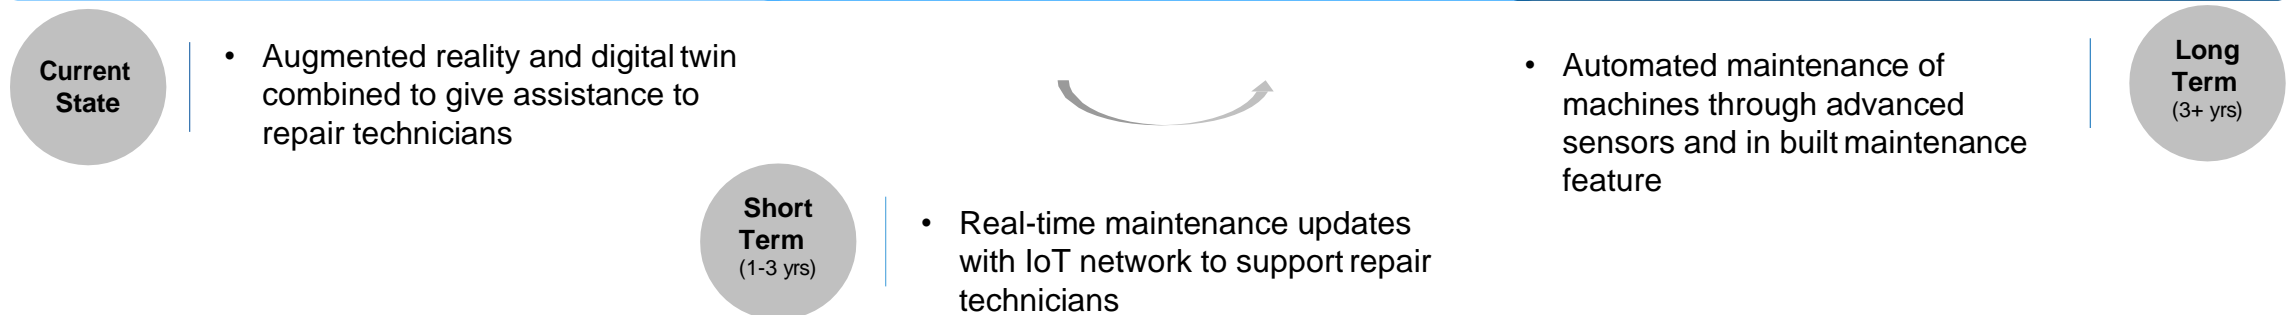 Current
State
• Augmented reality and digital twin
combined to give assistance to
repair technicians
Short
Term
(1-3 yrs)
• Real-time maintenance updates
with IoT network to support repair
technicians
• Automated maintenance of
machines through advanced
sensors and in built maintenance
feature
Long
Term
(3+ yrs)